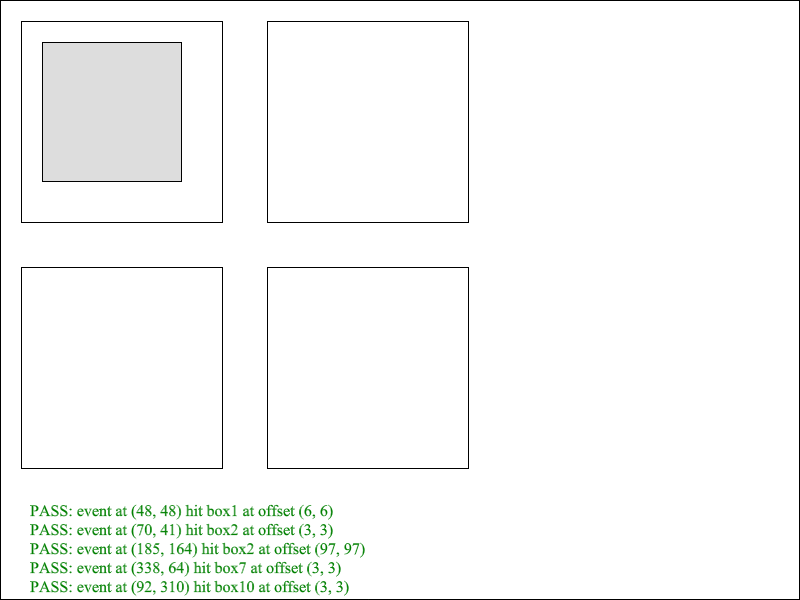 PASS: event at (48, 48) hit box1 at offset (6, 6)
PASS: event at (70, 41) hit box2 at offset (3, 3)
PASS: event at (185, 164) hit box2 at offset (97, 97)
PASS: event at (338, 64) hit box7 at offset (3, 3)
PASS: event at (92, 310) hit box10 at offset (3, 3)